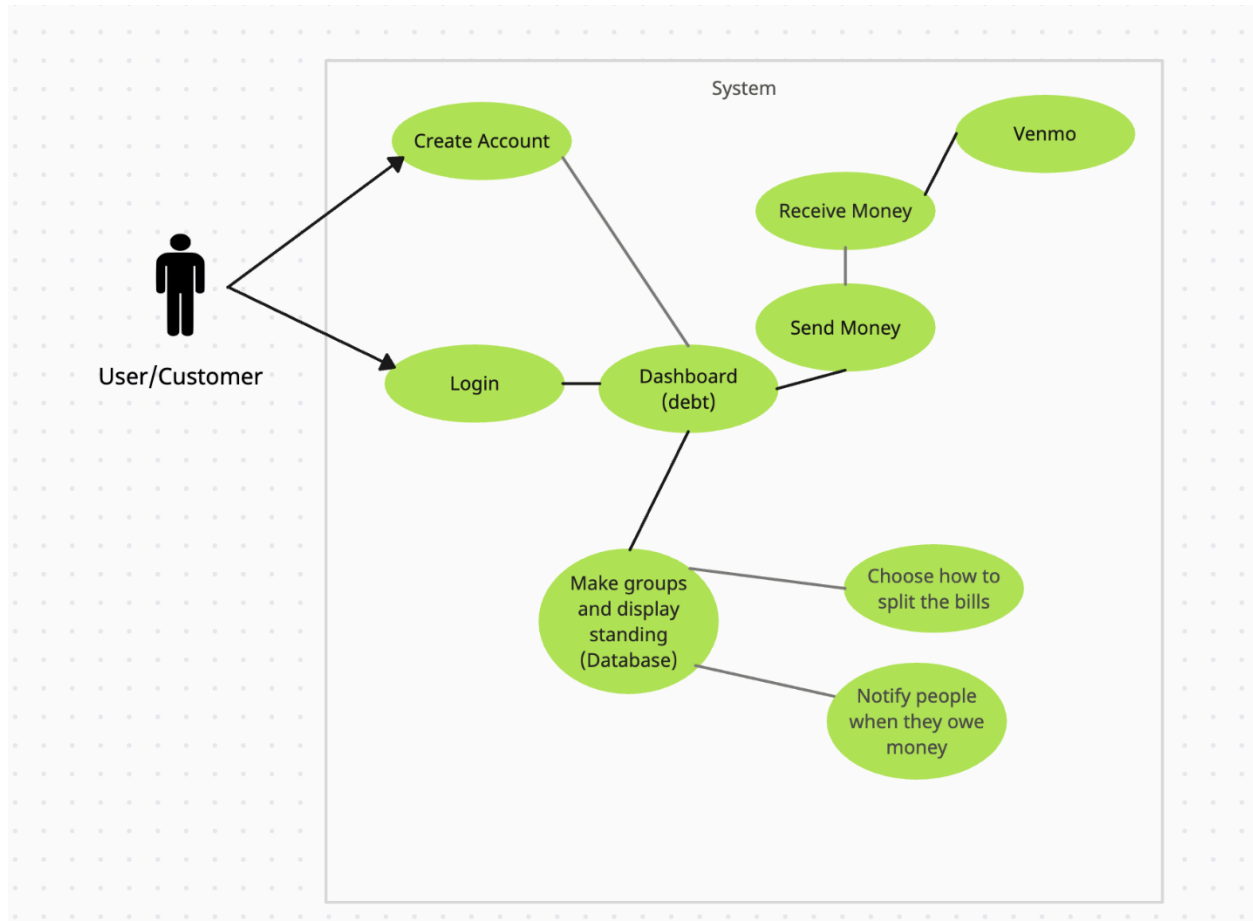 System
Create Account
Venmo
Receive Money
Send Money
User/Customer
Login
Dashboard
(debt)
Make groups
and display
standing
(Database)
Choose how to
split the bills
Notify people
when they owe
money